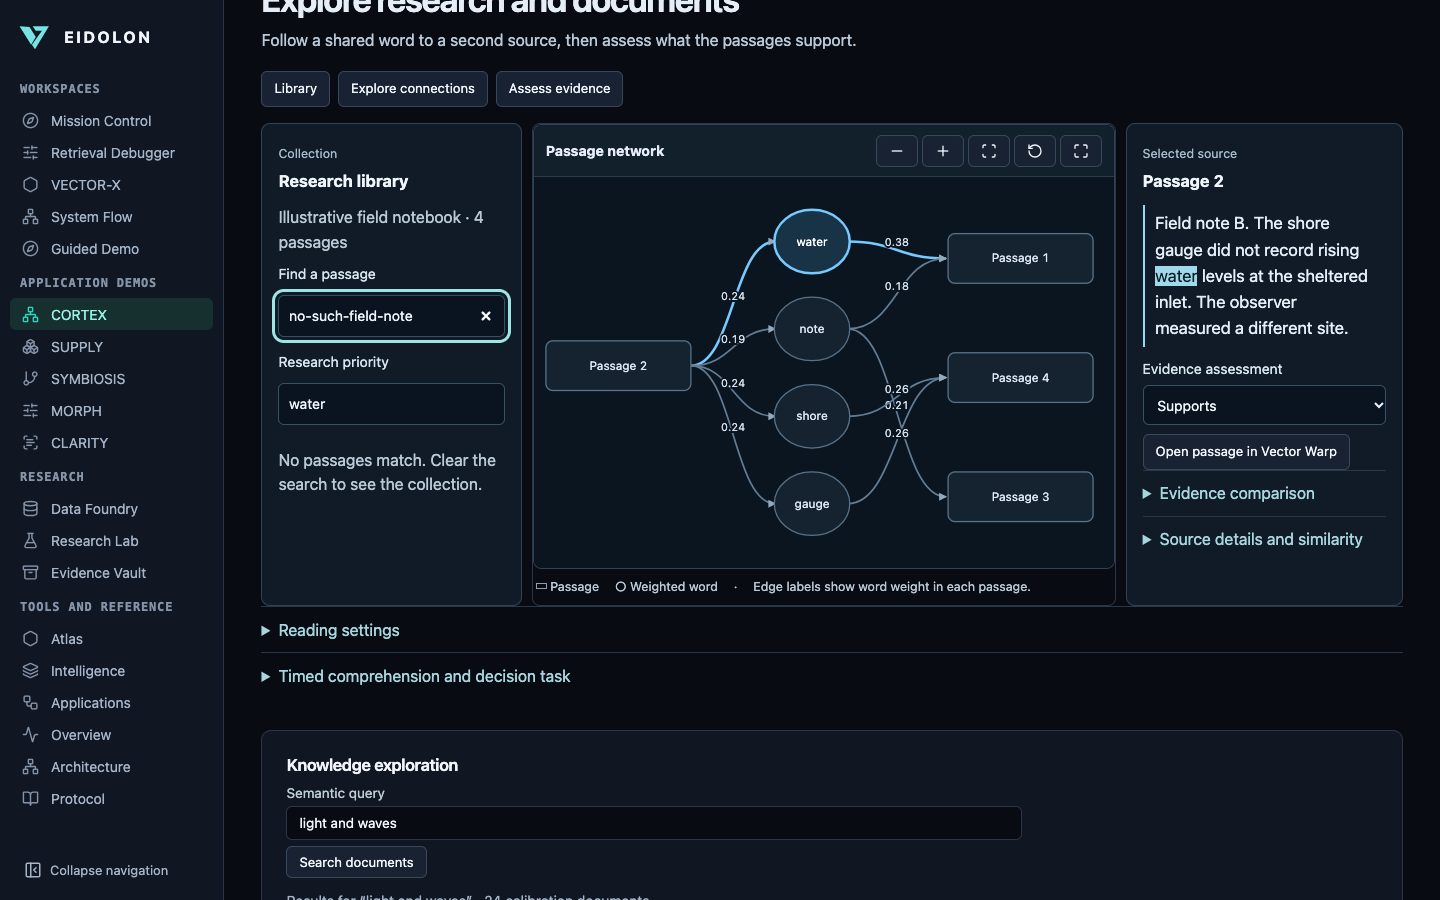 EIDOLON
WORKSPACES
Mission Control
Retrieval Debugger
VECTOR-X
System Flow
Guided Demo
APPLICATION DEMOS
CORTEX
SUPPLY
SYMBIOSIS
MORPH
CLARITY
RESEARCH
Data Foundry
Research Lab
Evidence Vault
TOOLS AND REFERENCE
Atlas
Intelligence
Applications
Overview
Architecture
Protocol
Collapse navigation
Explore research and documents
Follow a shared word to a second source, then assess what the passages support.
Library
Explore connections
Assess evidence
Collection
Research library
Illustrative field notebook · 4
passages
Find a passage
no-such-field-note
Research priority
water
No passages match. Clear the
search to see the collection.
Passage network
Passage 2
water
note
shore
gauge
Passage 1
Passage 4
Passage 3
0.24
0.19
0.24
0.24
0.38
0.18
0.26
0.21
0.26
Passage
Weighted word
·
Edge labels show word weight in each passage.
Selected source
Passage 2
Field note B. The shore
gauge did not record rising
water levels at the sheltered
inlet. The observer
measured a different site.
Evidence assessment
Supports
Open passage in Vector Warp
Evidence comparison
Source details and similarity
Reading settings
Timed comprehension and decision task
Knowledge exploration
Semantic query
light and waves
Search documents
Results for "light and waves" · 24 calibration documents